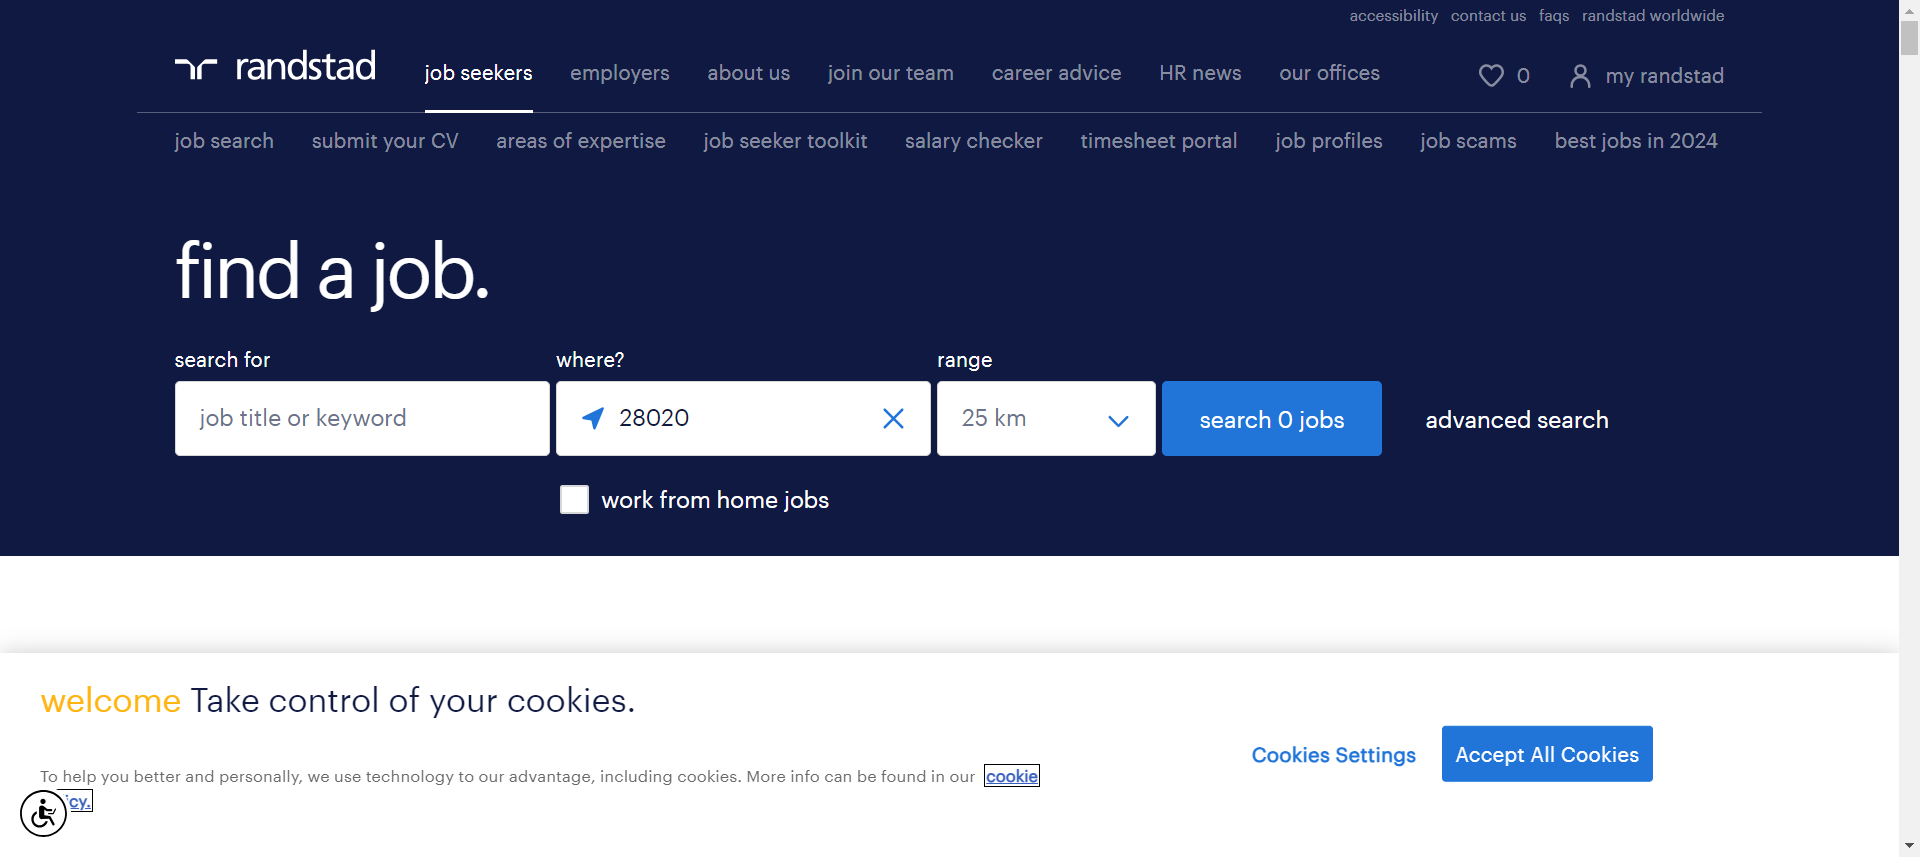 accessibility contact us faqs randstad worldwide
randstad job seekers employers about us join our team career advice HR news our offices 0 my randstad
job search submit your CV areas of expertise job seeker toolkit salary checker timesheet portal job profiles job scams best jobs in 2024
find a job.
search for where? range
job title or keyword 28020 25 km search 0 jobs advanced search
work from home jobs
welcome Take control of your cookies.
Cookies Settings Accept All Cookies
To help you better and personally, we use technology to our advantage, including cookies. More info can be found in our cookie